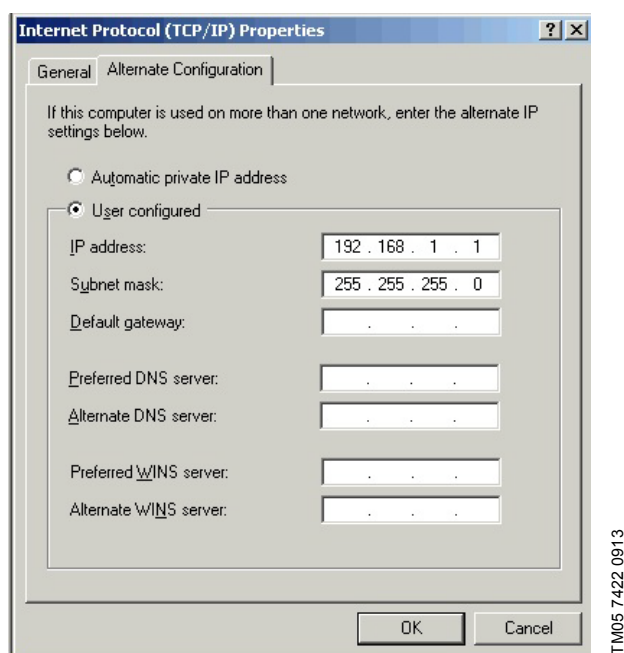 Internet Protocol (TCP/IP) Properties
General
Alternate Configuration
If this computer is used on more than one network, enter the alternate IP
settings below.
Automatic private IP address
User configured
IP address: 192 . 168 . 1 . 1
Subnet mask: 255 . 255 . 255 . 0
Default gateway: . . .
Preferred DNS server: . . .
Alternate DNS server: . . .
Preferred WINS server: . . .
Alternate WINS server: . . .
OK
Cancel
TM05 7422 0913